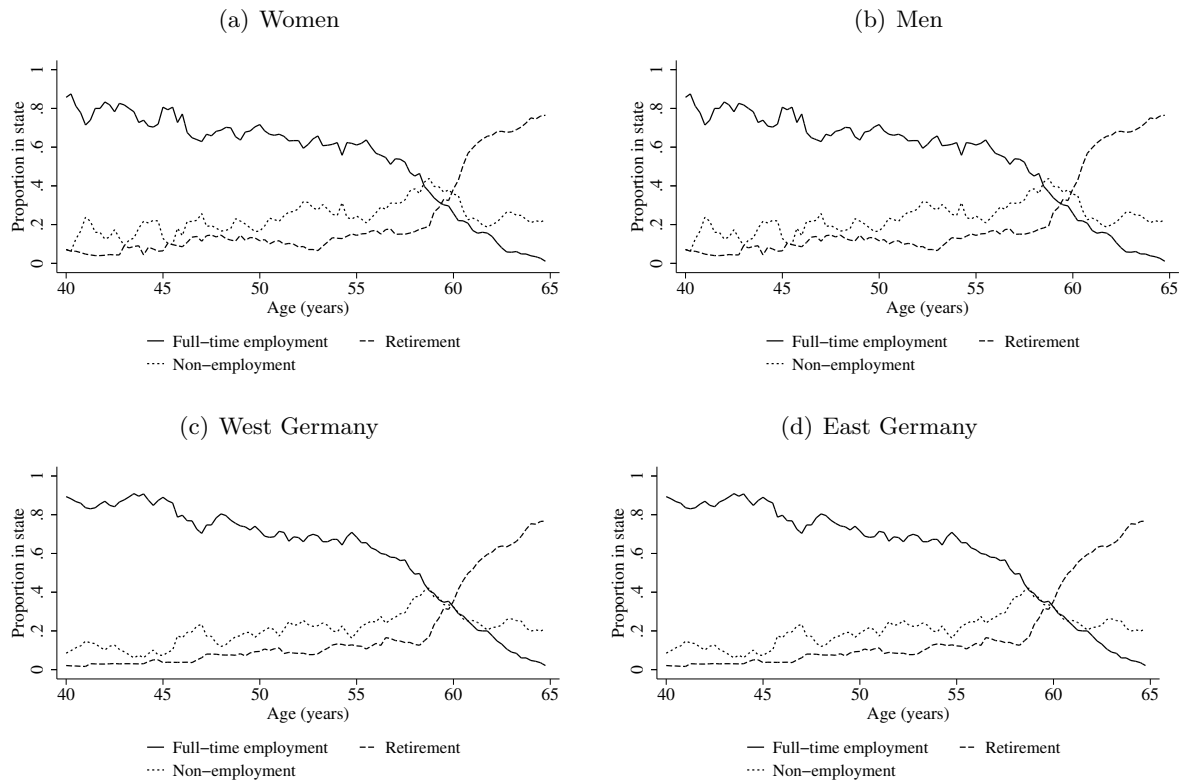 (a) Women
Proportion in state
0 .2 .4 .6 .8 1
40 45 50 55 60 65
Age (years)
Full−time employment Retirement
Non−employment
(b) Men
Proportion in state
0 .2 .4 .6 .8 1
40 45 50 55 60 65
Age (years)
Full−time employment Retirement
Non−employment
(c) West Germany
Proportion in state
0 .2 .4 .6 .8 1
40 45 50 55 60 65
Age (years)
Full−time employment Retirement
Non−employment
(d) East Germany
Proportion in state
0 .2 .4 .6 .8 1
40 45 50 55 60 65
Age (years)
Full−time employment Retirement
Non−employment